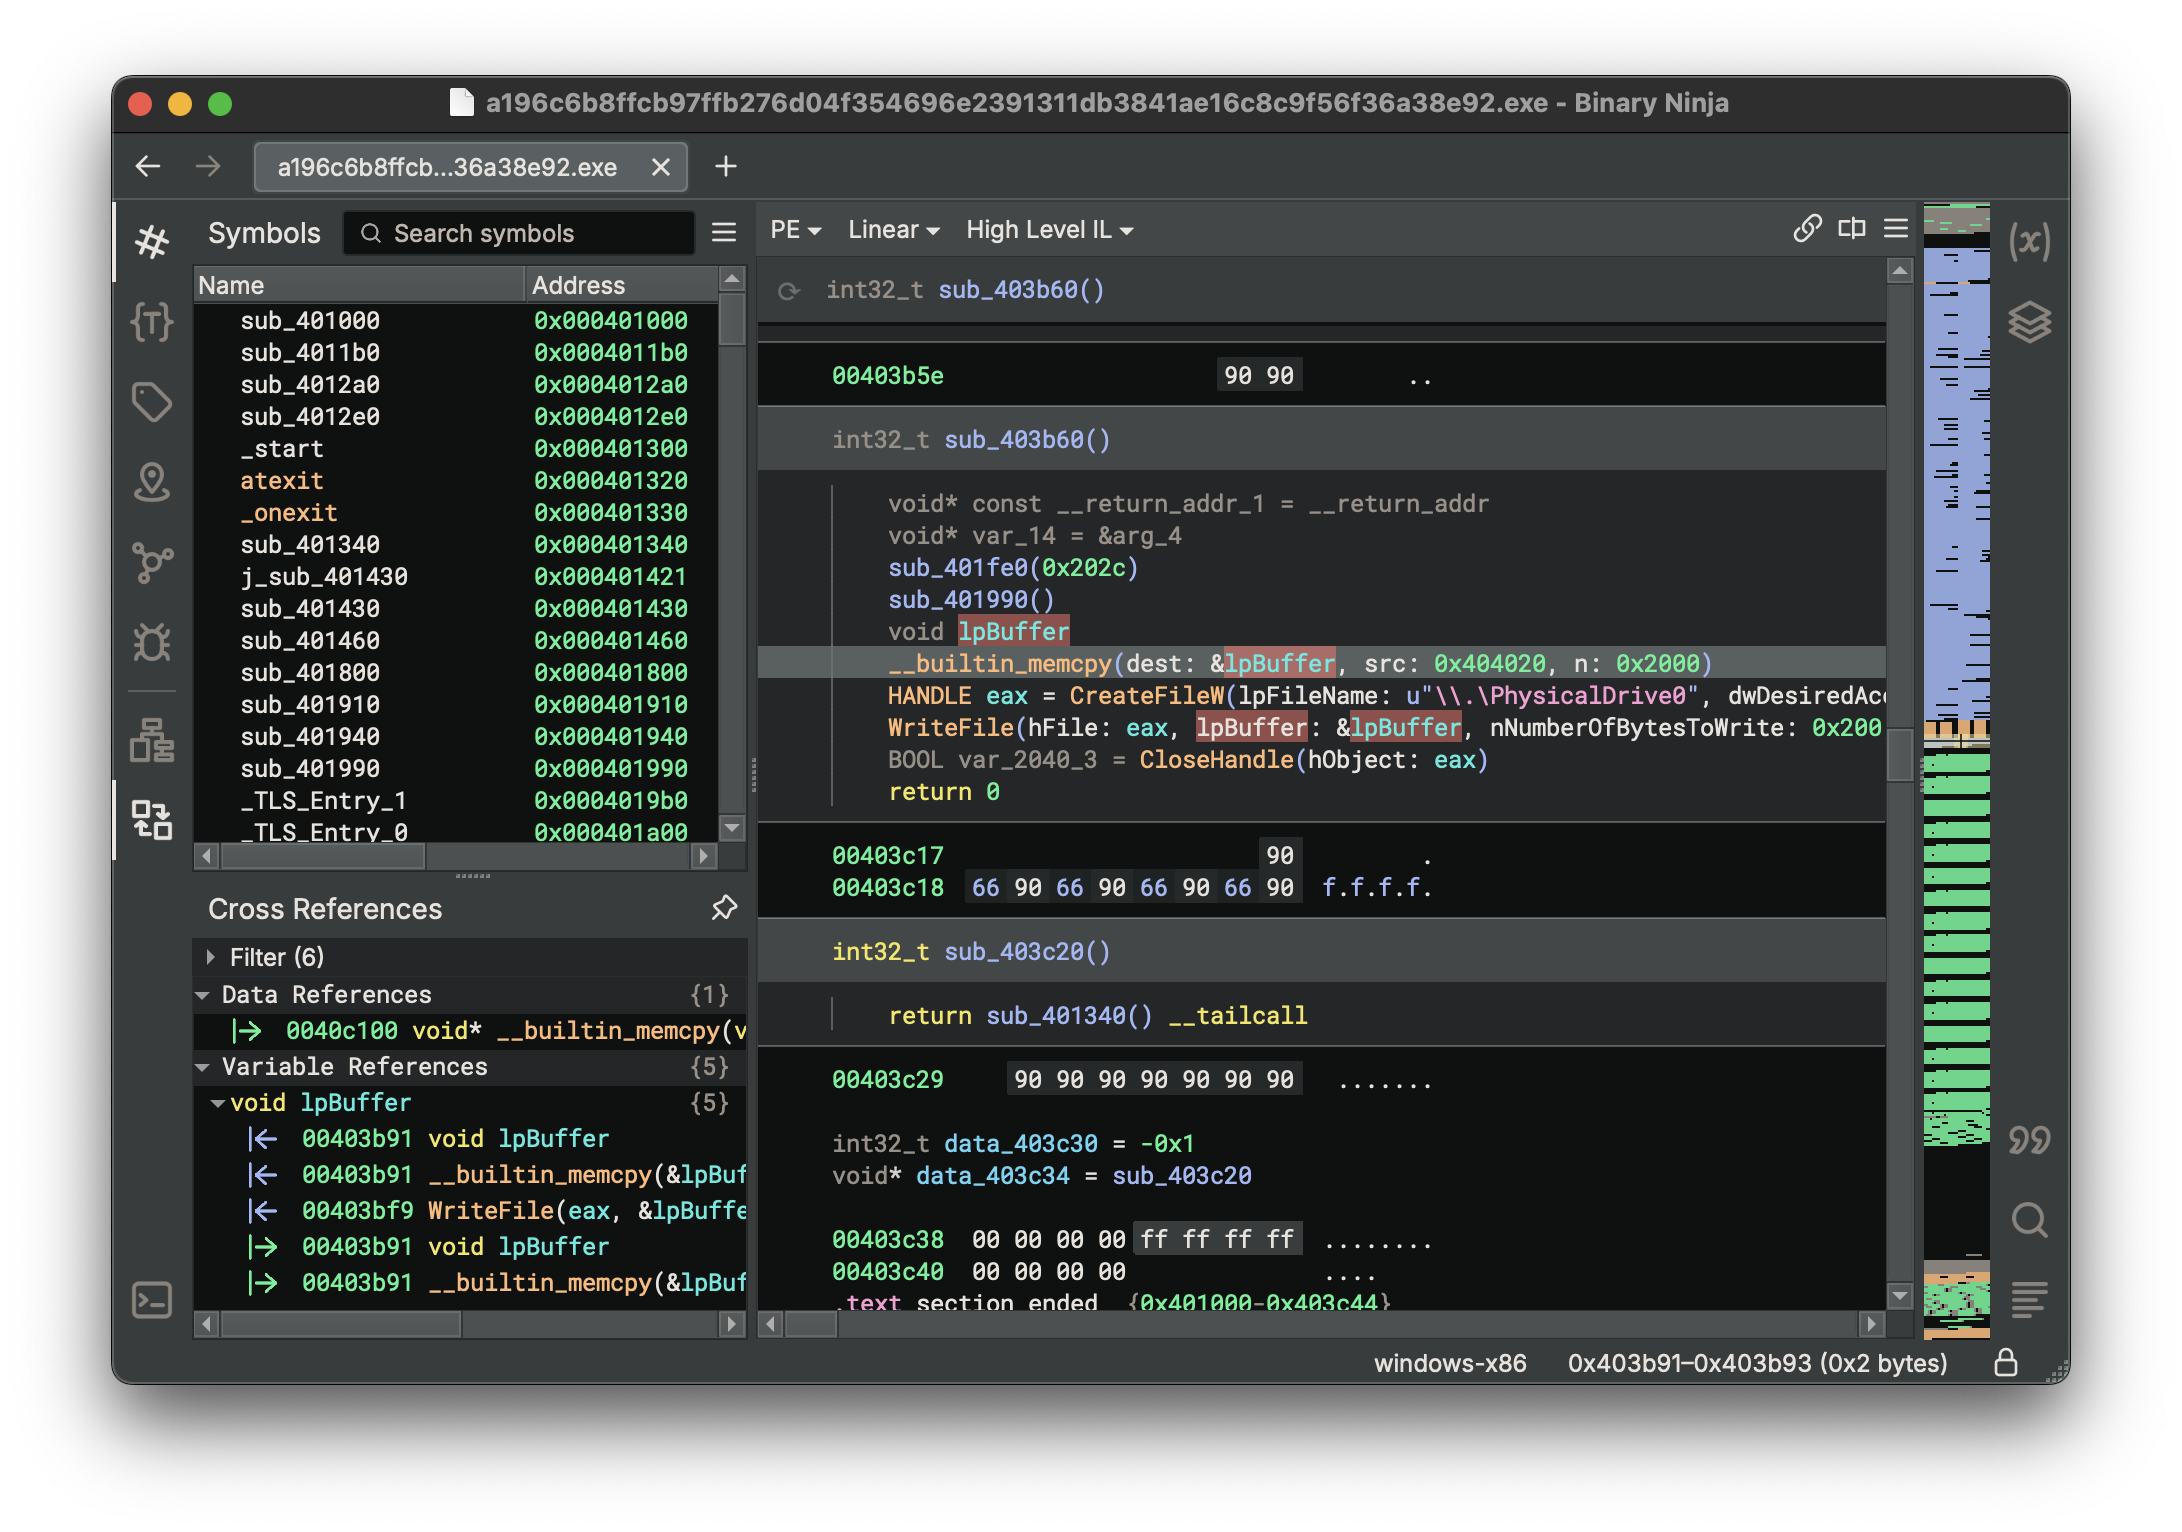 a196c6b8ffcb97ffb276d04f354696e2391311db3841ae16c8c9f56f36a38e92.exe - Binary Ninja
a196c6b8ffcb...36a38e92.exe
Symbols
Search symbols
Name Address
sub_401000 0x000401000
sub_4011b0 0x0004011b0
sub_4012a0 0x0004012a0
sub_4012e0 0x0004012e0
_start 0x000401300
atexit 0x000401320
_onexit 0x000401330
sub_401340 0x000401340
j_sub_401430 0x000401421
sub_401430 0x000401430
sub_401460 0x000401460
sub_401800 0x000401800
sub_401910 0x000401910
sub_401940 0x000401940
sub_401990 0x000401990
_TLS_Entry_1 0x0004019b0
_TLS_Entry_0 0x000401a00
Cross References
Filter (6)
Data References {1}
0040c100 void* __builtin_memcpy(v
Variable References {5}
void lpBuffer {5}
00403b91 void lpBuffer
00403b91 __builtin_memcpy(&lpBuf
00403bf9 WriteFile(eax, &lpBuffe
00403b91 void lpBuffer
00403b91 __builtin_memcpy(&lpBuf
PE Linear High Level IL
int32_t sub_403b60()
00403b5e 90 90 ..
int32_t sub_403b60()
void* const __return_addr_1 = __return_addr
void* var_14 = &arg_4
sub_401fe0(0x202c)
sub_401990()
void lpBuffer
__builtin_memcpy(dest: &lpBuffer, src: 0x404020, n: 0x2000)
HANDLE eax = CreateFileW(lpFileName: u"\\.\PhysicalDrive0", dwDesiredAcc
WriteFile(hFile: eax, lpBuffer: &lpBuffer, nNumberOfBytesToWrite: 0x200
BOOL var_2040_3 = CloseHandle(hObject: eax)
return 0
00403c17 90 .
00403c18 66 90 66 90 66 90 66 90 f.f.f.f.
int32_t sub_403c20()
return sub_401340() __tailcall
00403c29 90 90 90 90 90 90 90 .......
int32_t data_403c30 = -0x1
void* data_403c34 = sub_403c20
00403c38 00 00 00 00 ff ff ff ff ........
00403c40 00 00 00 00 ....
.text section ended {0x401000-0x403c44}
windows-x86 0x403b91–0x403b93 (0x2 bytes)